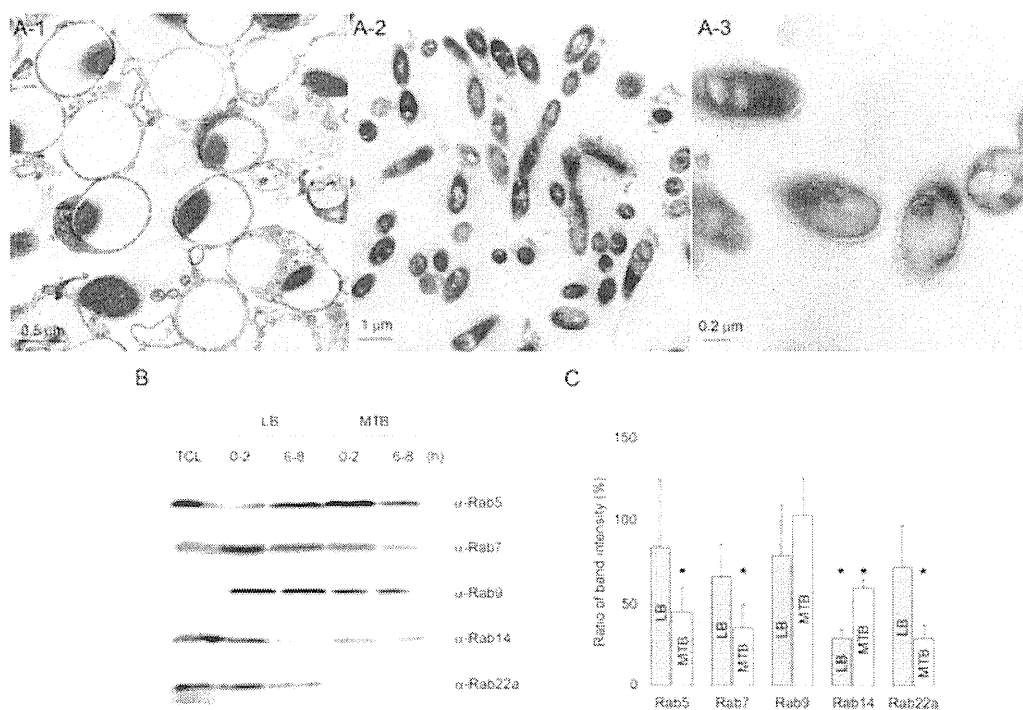 A-1
A-2
A-3
0.5 μm
1 μm
0.2 μm
B
C
LB MTB
TCL 0-2 6-8 0-2 6-8 (h)
α-Rab5
α-Rab7
α-Rab9
α-Rab14
α-Rab22a
Ratio of band intensity (%)
150
100
50
0
LB
MTB
*
LB
MTB
*
LB
MTB
LB
*
MTB
*
LB
MTB
*
Rab5 Rab7 Rab9 Rab14 Rab22a